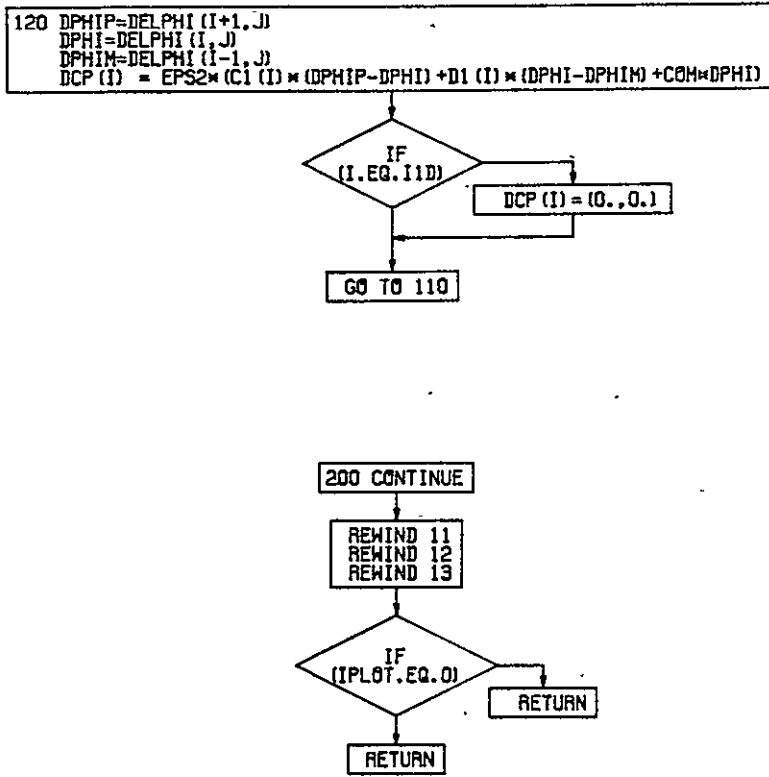 120 DPHIP=DELPHI(I+1,J)
DPHI=DELPHI(I,J)
DPHIM=DELPHI(I-1,J)
DCP(I) = EPS2*(C1(I)*(DPHIP-DPHI)+D1(I)*(DPHI-DPHIM)+COM*DPHI)
IF
(I.EQ.I1D)
DCP(I)=(0.,0.)
GO TO 110
200 CONTINUE
REWIND 11
REWIND 12
REWIND 13
IF
(IPLOT.EQ.0)
RETURN
RETURN